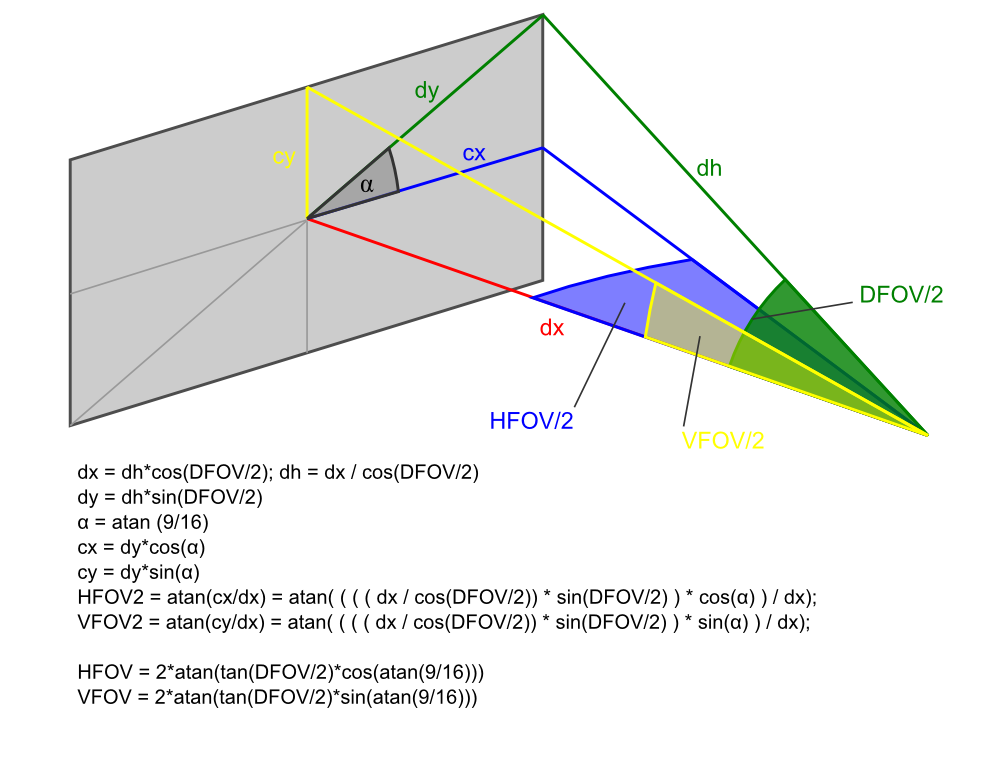 dy
cy
cx
α
dh
DFOV/2
dx
HFOV/2
VFOV/2
dx = dh*cos(DFOV/2); dh = dx / cos(DFOV/2)
dy = dh*sin(DFOV/2)
α = atan (9/16)
cx = dy*cos(α)
cy = dy*sin(α)
HFOV2 = atan(cx/dx) = atan( ( ( ( dx / cos(DFOV/2)) * sin(DFOV/2) ) * cos(α) ) / dx);
VFOV2 = atan(cy/dx) = atan( ( ( ( dx / cos(DFOV/2)) * sin(DFOV/2) ) * sin(α) ) / dx);
HFOV = 2*atan(tan(DFOV/2)*cos(atan(9/16)))
VFOV = 2*atan(tan(DFOV/2)*sin(atan(9/16)))